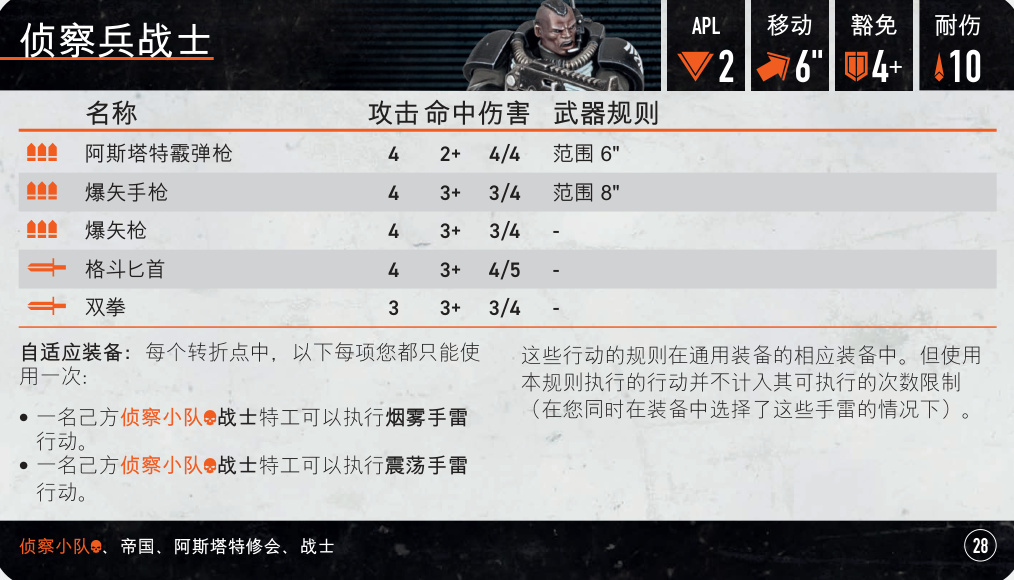 侦察兵战士
APL 移动 豁免 耐伤
2 6" 4+ 10
名称 攻击 命中 伤害 武器规则
阿斯塔特霰弹枪 4 2+ 4/4 范围 6"
爆矢手枪 4 3+ 3/4 范围 8"
爆矢枪 4 3+ 3/4 -
格斗匕首 4 3+ 4/5 -
双拳 3 3+ 3/4 -
自适应装备：每个转折点中，以下每项您都只能使
用一次:
• 一名己方侦察小队战士特工可以执行烟雾手雷
行动。
• 一名己方侦察小队战士特工可以执行震荡手雷
行动。
这些行动的规则在通用装备的相应装备中。但使用
本规则执行的行动并不计入其可执行的次数限制
（在您同时在装备中选择了这些手雷的情况下）。
侦察小队、帝国、阿斯塔特修会、战士
28